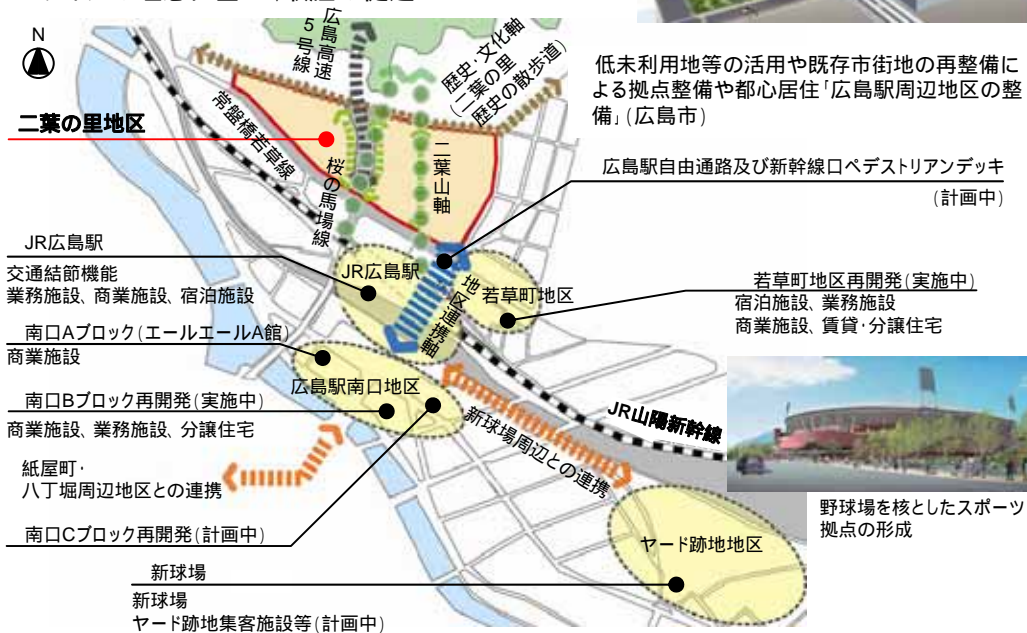 N
広島高速
5号線
歴史・文化軸
(二葉の里
歴史の散歩道)
低未利用地等の活用や既存市街地の再整備に
よる拠点整備や都心居住「広島駅周辺地区の整
備」(広島市)
二葉の里地区
常盤橋若草線
桜の馬場線
二葉山軸
広島駅自由通路及び新幹線口ペデストリアンデッキ
(計画中)
JR広島駅
交通結節機能
業務施設、商業施設、宿泊施設
JR広島駅
地区連携軸
若草町地区
若草町地区再開発(実施中)
宿泊施設、業務施設
商業施設、賃貸・分譲住宅
南口Aブロック(エールエールA館)
商業施設
広島駅南口地区
南口Bブロック再開発(実施中)
商業施設、業務施設、分譲住宅
JR山陽新幹線
新球場周辺との連携
紙屋町・
八丁堀周辺地区との連携
野球場を核としたスポーツ
拠点の形成
南口Cブロック再開発(計画中)
ヤード跡地地区
新球場
新球場
ヤード跡地集客施設等(計画中)